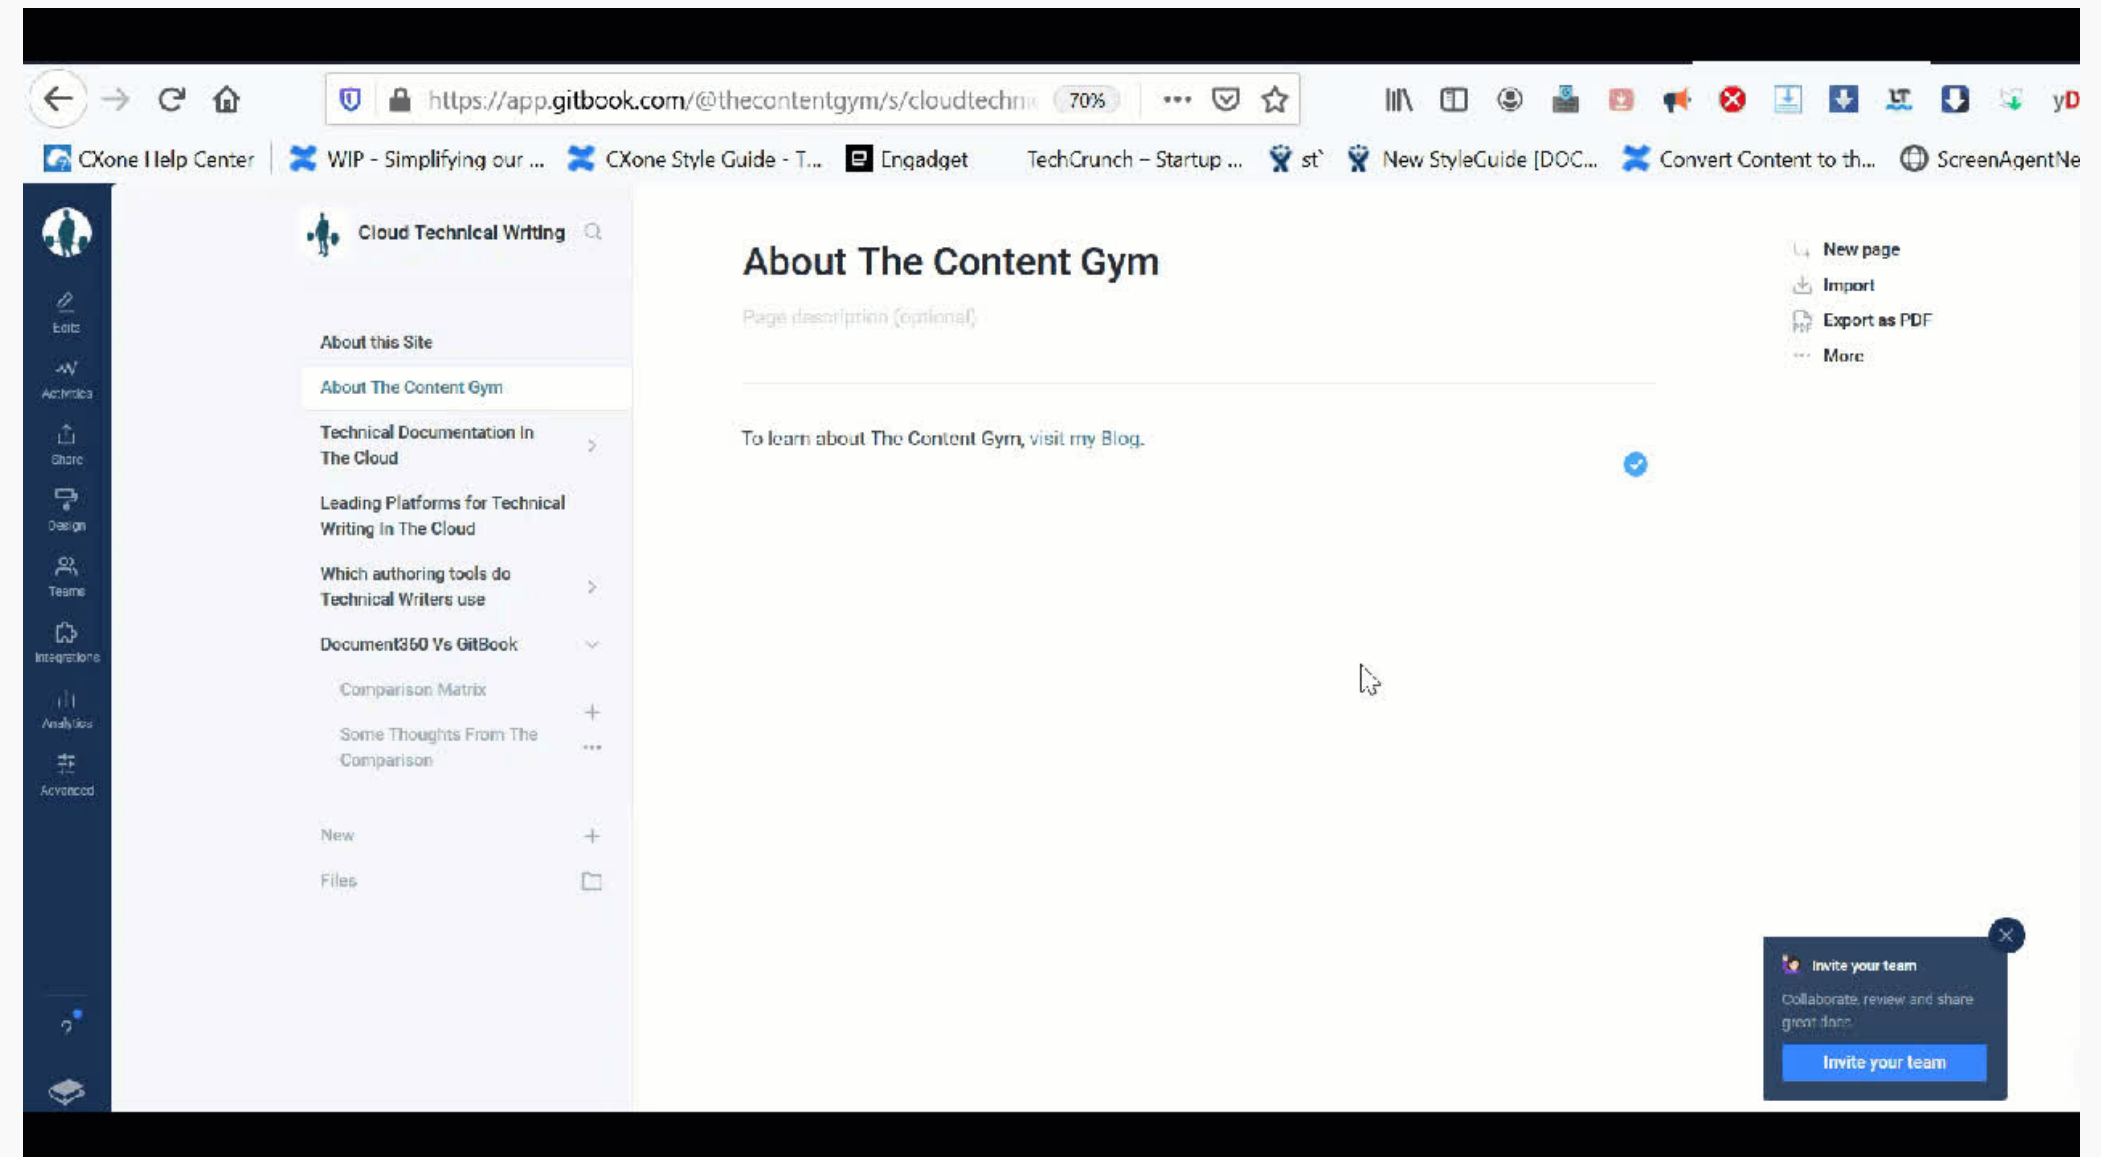 https://app.gitbook.com/@thecontentgym/s/cloudtechni
70%
yD
CXone Help Center
WIP - Simplifying our ...
CXone Style Guide - T...
Engadget
TechCrunch – Startup ...
st`
New StyleGuide [DOC...
Convert Content to th...
ScreenAgentNe
Edits
Activities
Share
Design
Teams
Integrations
Analytics
Advanced
Cloud Technical Writing
About this Site
About The Content Gym
Technical Documentation In
The Cloud
Leading Platforms for Technical
Writing In The Cloud
Which authoring tools do
Technical Writers use
Document360 Vs GitBook
Comparison Matrix
Some Thoughts From The
Comparison
New
Files
About The Content Gym
Page description (optional)
To learn about The Content Gym, visit my Blog.
New page
Import
PDF
Export as PDF
More
Invite your team
Collaborate, review and share
great docs
Invite your team